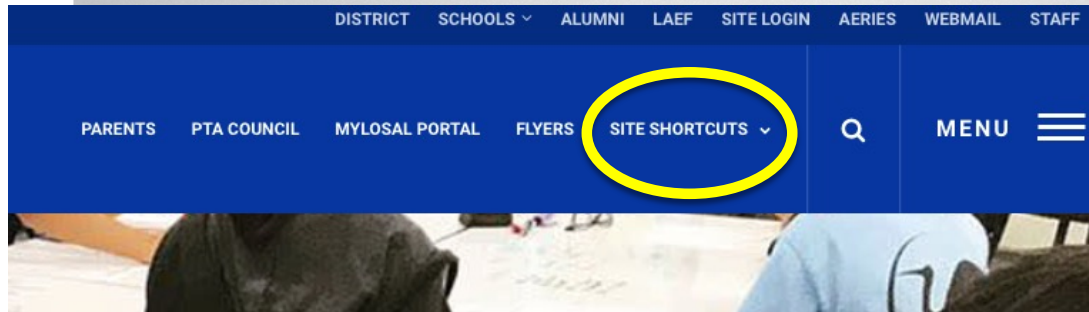 DISTRICT SCHOOLS ALUMNI LAEF SITE LOGIN AERIES WEBMAIL STAFF
PARENTS PTA COUNCIL MYLOSAL PORTAL FLYERS SITE SHORTCUTS MENU